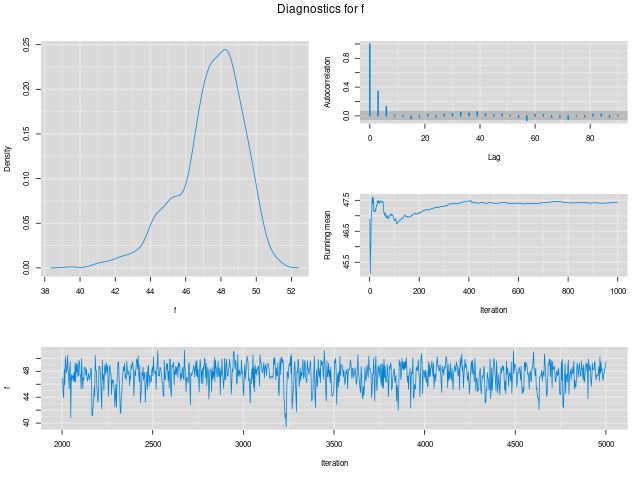 Diagnostics for f
Density
0.00 0.05 0.10 0.15 0.20 0.25
38 40 42 44 46 48 50 52
f
Autocorrelation
0.0 0.4 0.8
0 20 40 60 80
Lag
Running mean
45.5 46.5 47.5
0 200 400 600 800 1000
Iteration
f
40 44 48
2000 2500 3000 3500 4000 4500 5000
Iteration